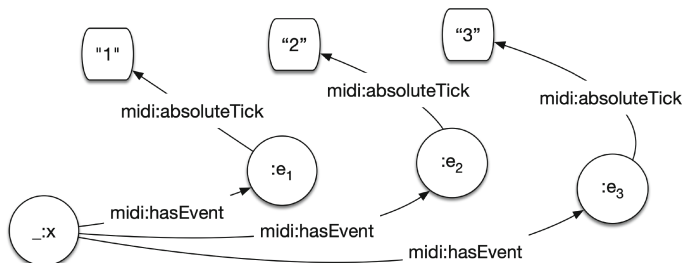 "1"
“2”
“3”
midi:absoluteTick
midi:absoluteTick
midi:absoluteTick
:e₁
:e₂
:e₃
_:x
midi:hasEvent
midi:hasEvent
midi:hasEvent